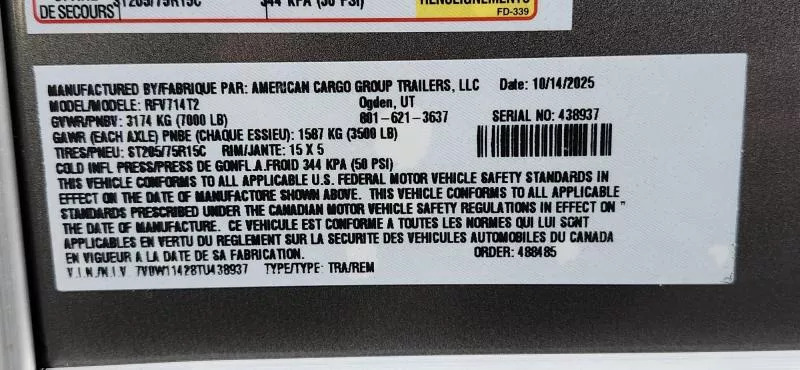 DE SECOURS ST205/75R15C 344 KPA (50 PSI) RENSEIGNEMENTS
FD-339
MANUFACTURED BY/FABRIQUE PAR: AMERICAN CARGO GROUP TRAILERS, LLC Date: 10/14/2025
MODEL/MODELE: RFV714T2 Ogden, UT
GVWR/PNBV: 3174 KG (7000 LB) 801-621-3637 SERIAL NO: 438937
GAWR (EACH AXLE) PNBE (CHAQUE ESSIEU): 1587 KG (3500 LB)
TIRES/PNEU: ST205/75R15C RIM/JANTE: 15 X 5
COLD INFL PRESS/PRESS DE GONFL.A.FROID 344 KPA (50 PSI)
THIS VEHICLE CONFORMS TO ALL APPLICABLE U.S. FEDERAL MOTOR VEHICLE SAFETY STANDARDS IN
EFFECT ON THE DATE OF MANUFACTURE SHOWN ABOVE. THIS VEHICLE CONFORMS TO ALL APPLICABLE
STANDARDS PRESCRIBED UNDER THE CANADIAN MOTOR VEHICLE SAFETY REGULATIONS IN EFFECT ON "
THE DATE OF MANUFACTURE. CE VEHICULE EST CONFORME A TOUTES LES NORMES QUI LUI SONT
APPLICABLES EN VERTU DU REGLEMENT SUR LA SECURITE DES VEHICULES AUTOMOBILES DU CANADA
EN VIGUEUR A LA DATE DE SA FABRICATION. ORDER: 488485
V.I.N./N.I.V. TYPE/TYPE: TRA/REM